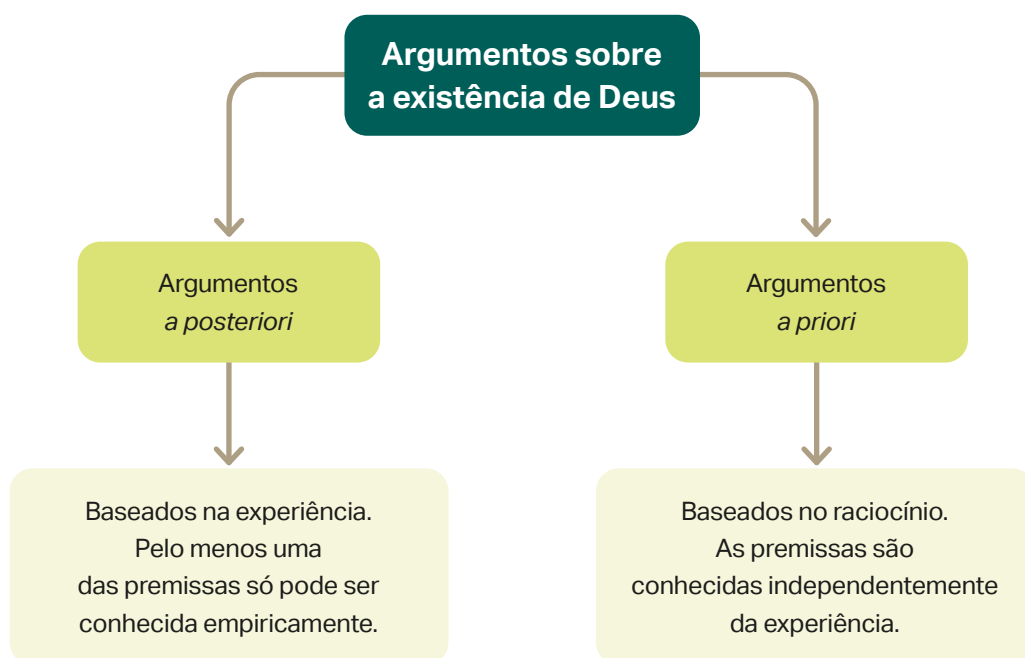 Argumentos sobre
a existência de Deus
Argumentos
a posteriori
Argumentos
a priori
Baseados na experiência.
Pelo menos uma
das premissas só pode ser
conhecida empiricamente.
Baseados no raciocínio.
As premissas são
conhecidas independentemente
da experiência.